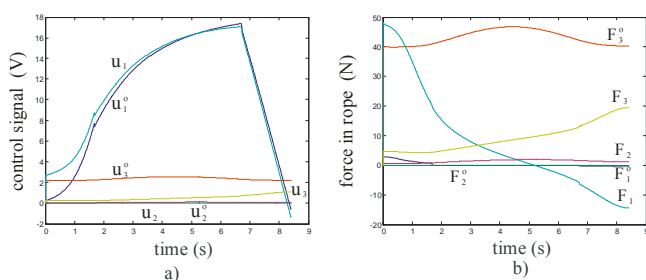 control signal (V)
18
16
14
12
10
8
6
4
2
0
-2
0 1 2 3 4 5 6 7 8 9
u1
u1o
u3o
u3
u2
u2o
time (s)
a)
force in rope (N)
50
40
30
20
10
0
-10
-20
0 1 2 3 4 5 6 7 8 9
F3o
F3
F2
F2o
F1o
F1
time (s)
b)